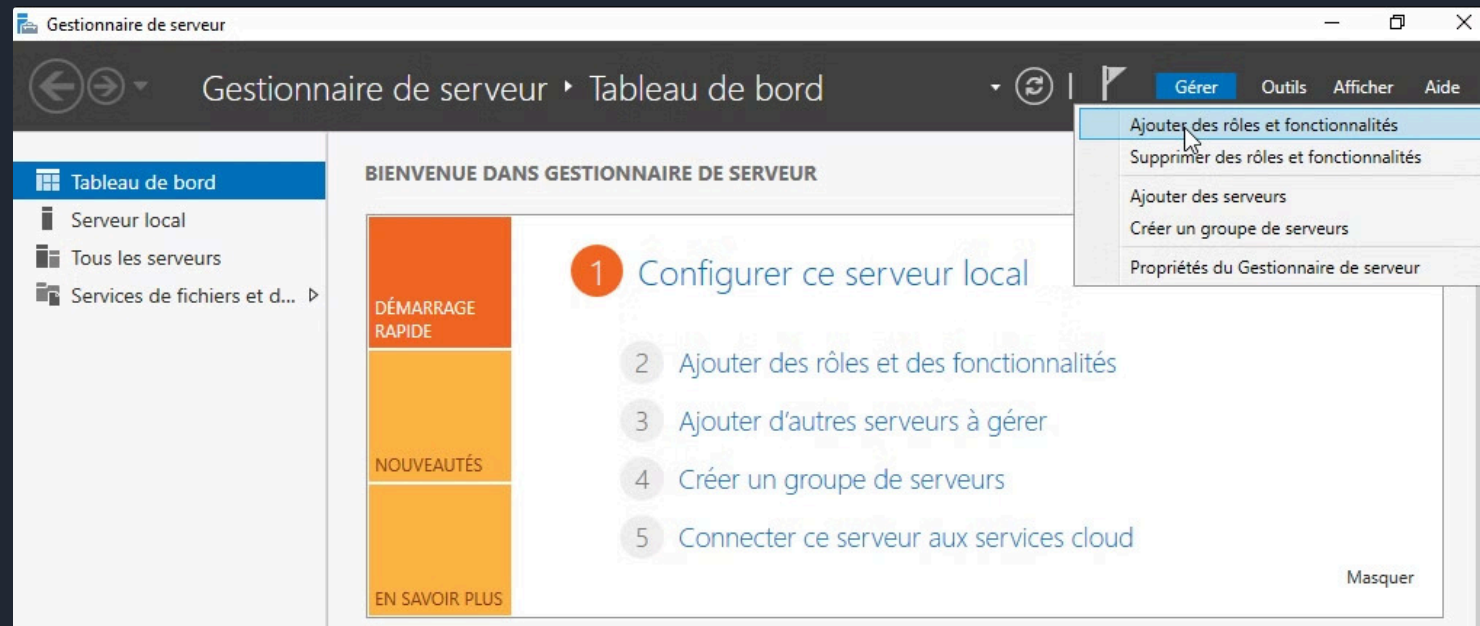 Gestionnaire de serveur
Gestionnaire de serveur ‣ Tableau de bord
Gérer Outils Afficher Aide
Ajouter des rôles et fonctionnalités
Supprimer des rôles et fonctionnalités
Ajouter des serveurs
Créer un groupe de serveurs
Propriétés du Gestionnaire de serveur
Tableau de bord
Serveur local
Tous les serveurs
Services de fichiers et d...
BIENVENUE DANS GESTIONNAIRE DE SERVEUR
DÉMARRAGE
RAPIDE
NOUVEAUTÉS
EN SAVOIR PLUS
1 Configurer ce serveur local
2 Ajouter des rôles et des fonctionnalités
3 Ajouter d’autres serveurs à gérer
4 Créer un groupe de serveurs
5 Connecter ce serveur aux services cloud
Masquer